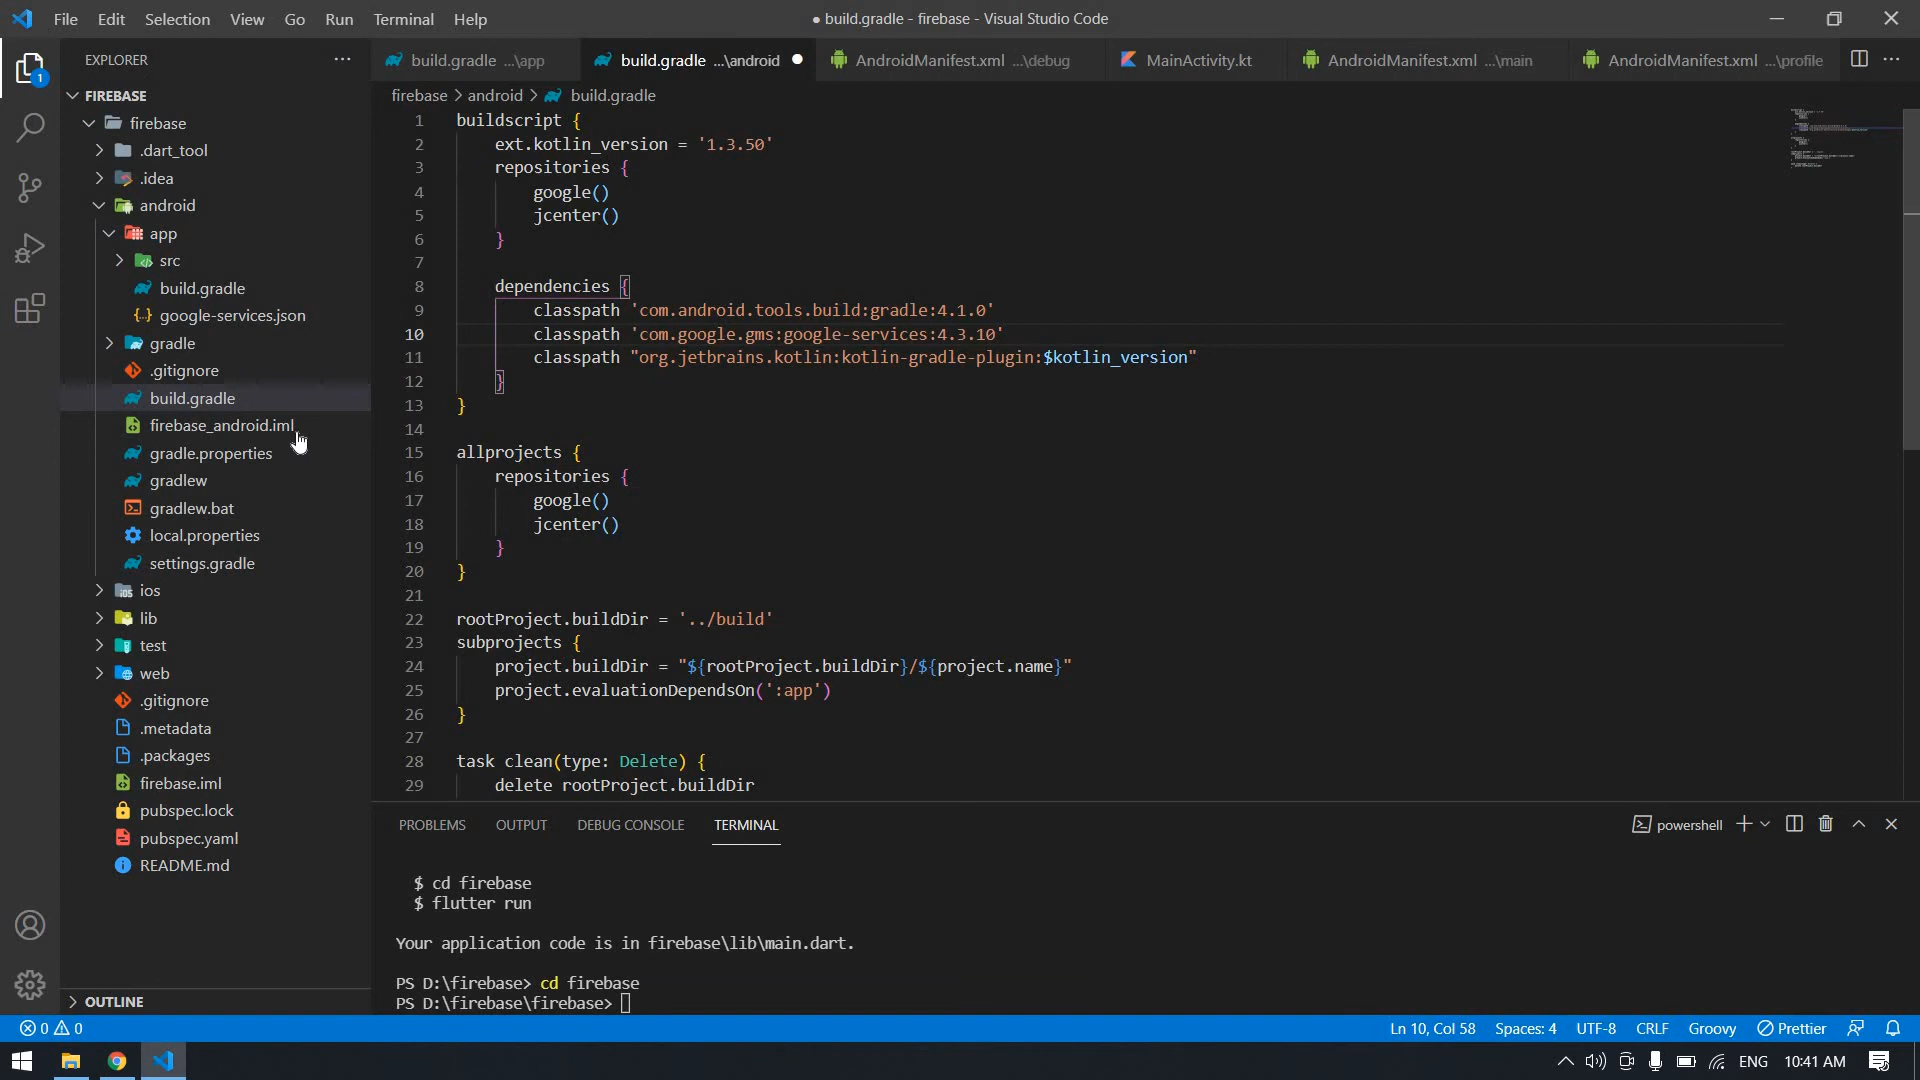 File Edit Selection View Go Run Terminal Help
● build.gradle - firebase - Visual Studio Code
EXPLORER
build.gradle ...\app
build.gradle ...\android
AndroidManifest.xml ...\debug
MainActivity.kt
AndroidManifest.xml ...\main
AndroidManifest.xml ...\profile
1
FIREBASE
firebase
.dart_tool
.idea
android
app
src
build.gradle
google-services.json
gradle
.gitignore
build.gradle
firebase_android.iml
gradle.properties
gradlew
gradlew.bat
local.properties
settings.gradle
ios
lib
test
web
.gitignore
.metadata
.packages
firebase.iml
pubspec.lock
pubspec.yaml
README.md
OUTLINE
firebase > android > build.gradle
1 buildscript {
2 ext.kotlin_version = '1.3.50'
3 repositories {
4 google()
5 jcenter()
6 }
7
8 dependencies {
9 classpath 'com.android.tools.build:gradle:4.1.0'
10 classpath 'com.google.gms:google-services:4.3.10'
11 classpath "org.jetbrains.kotlin:kotlin-gradle-plugin:$kotlin_version"
12 }
13 }
14
15 allprojects {
16 repositories {
17 google()
18 jcenter()
19 }
20 }
21
22 rootProject.buildDir = '../build'
23 subprojects {
24 project.buildDir = "${rootProject.buildDir}/${project.name}"
25 project.evaluationDependsOn(':app')
26 }
27
28 task clean(type: Delete) {
29 delete rootProject.buildDir
PROBLEMS OUTPUT DEBUG CONSOLE TERMINAL
powershell
$ cd firebase
$ flutter run
Your application code is in firebase\lib\main.dart.
PS D:\firebase> cd firebase
PS D:\firebase\firebase>
0 0
Ln 10, Col 58 Spaces: 4 UTF-8 CRLF Groovy Prettier
ENG 10:41 AM